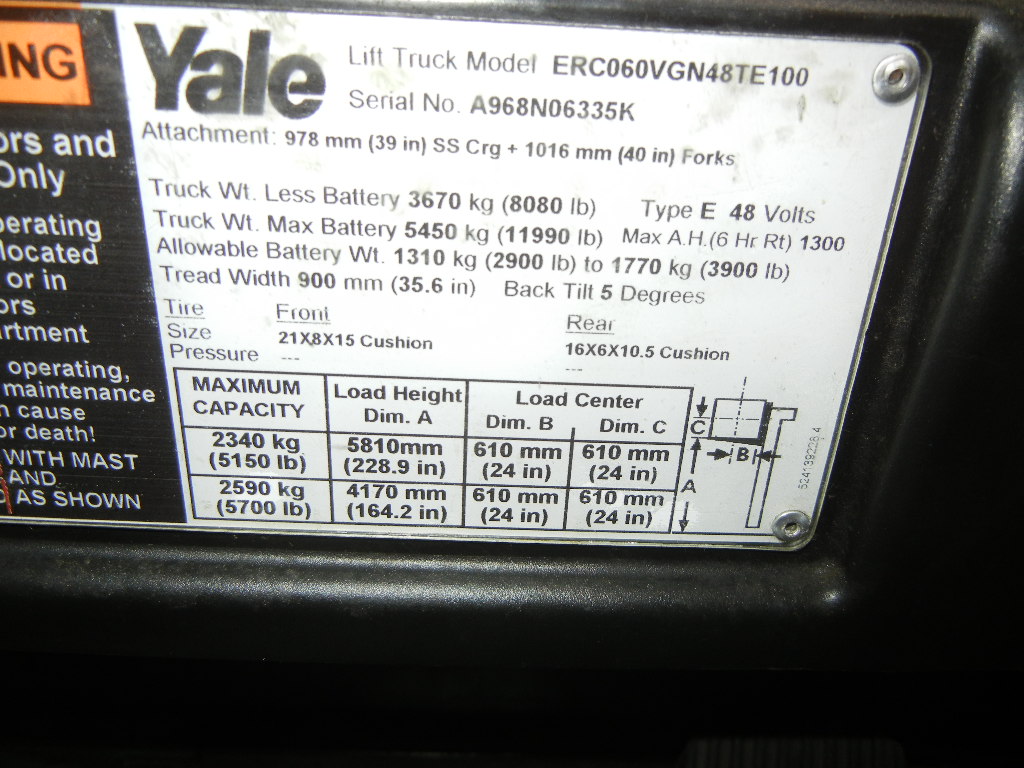 ING
ors and
Only
perating
located
or in
ors
artment
operating,
maintenance
n cause
or death!
WITH MAST
AND
AS SHOWN
Yale
Lift Truck Model ERC060VGN48TE100
Serial No. A968N06335K
Attachment: 978 mm (39 in) SS Crg + 1016 mm (40 in) Forks
Truck Wt. Less Battery 3670 kg (8080 lb) Type E 48 Volts
Truck Wt. Max Battery 5450 kg (11990 lb) Max A.H.(6 Hr Rt) 1300
Allowable Battery Wt. 1310 kg (2900 lb) to 1770 kg (3900 lb)
Tread Width 900 mm (35.6 in) Back Tilt 5 Degrees
Tire Front Rear
Size 21X8X15 Cushion 16X6X10.5 Cushion
Pressure --- ---
MAXIMUM CAPACITY Load Height Dim. A Load Center Dim. B Dim. C
2340 kg 5810mm 610 mm 610 mm
(5150 lb) (228.9 in) (24 in) (24 in)
2590 kg 4170 mm 610 mm 610 mm
(5700 lb) (164.2 in) (24 in) (24 in)
C
B
A